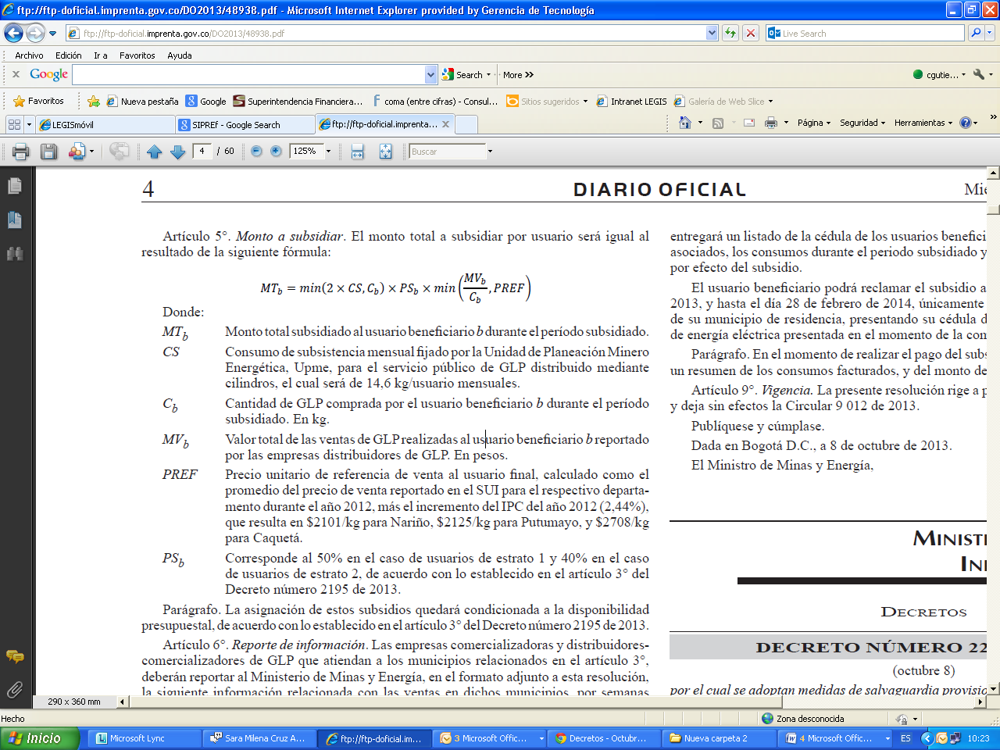 ftp://ftp-doficial.imprenta.gov.co/DO2013/48938.pdf - Microsoft Internet Explorer provided by Gerencia de Tecnología
ftp://ftp-doficial.imprenta.gov.co/DO2013/48938.pdf
Live Search
Archivo Edición Ir a Favoritos Ayuda
x Google Search More »
cgutie...
Favoritos Nueva pestaña Google Superintendencia Financiera... coma (entre cifras) - Consul... Sitios sugeridos Intranet LEGIS Galería de Web Slice
LEGISmóvil SIPREF - Google Search ftp://ftp-doficial.imprenta... x
Página Seguridad Herramientas »
4 / 60 125% Buscar
4 DIARIO OFICIAL Mié
Artículo 5°. Monto a subsidiar. El monto total a subsidiar por usuario será igual al
resultado de la siguiente fórmula:
MT_b = min(2 × CS, C_b) × PS_b × min(MV_b/C_b, PREF)
Donde:
MT_b Monto total subsidiado al usuario beneficiario b durante el período subsidiado.
CS Consumo de subsistencia mensual fijado por la Unidad de Planeación Minero
Energética, Upme, para el servicio público de GLP distribuido mediante
cilindros, el cual será de 14,6 kg/usuario mensuales.
C_b Cantidad de GLP comprada por el usuario beneficiario b durante el período
subsidiado. En kg.
MV_b Valor total de las ventas de GLP realizadas al usuario beneficiario b reportado
por las empresas distribuidores de GLP. En pesos.
PREF Precio unitario de referencia de venta al usuario final, calculado como el
promedio del precio de venta reportado en el SUI para el respectivo departa-
mento durante el año 2012, más el incremento del IPC del año 2012 (2,44%),
que resulta en $2101/kg para Nariño, $2125/kg para Putumayo, y $2708/kg
para Caquetá.
PS_b Corresponde al 50% en el caso de usuarios de estrato 1 y 40% en el caso
de usuarios de estrato 2, de acuerdo con lo establecido en el artículo 3° del
Decreto número 2195 de 2013.
Parágrafo. La asignación de estos subsidios quedará condicionada a la disponibilidad
presupuestal, de acuerdo con lo establecido en el artículo 3° del Decreto número 2195 de 2013.
Artículo 6°. Reporte de información. Las empresas comercializadoras y distribuidores-
comercializadores de GLP que atiendan a los municipios relacionados en el artículo 3°,
deberán reportar al Ministerio de Minas y Energía, en el formato adjunto a esta resolución,
la siguiente información relacionada con las ventas en dichos municipios, por semanas
entregará un listado de la cédula de los usuarios benefici
asociados, los consumos durante el periodo subsidiado y
por efecto del subsidio.
El usuario beneficiario podrá reclamar el subsidio a
2013, y hasta el día 28 de febrero de 2014, únicamente
de su municipio de residencia, presentando su cédula d
de energía eléctrica presentada en el momento de la com
Parágrafo. En el momento de realizar el pago del subs
un resumen de los consumos facturados, y del monto de
Artículo 9°. Vigencia. La presente resolución rige a p
y deja sin efectos la Circular 9 012 de 2013.
Publíquese y cúmplase.
Dada en Bogotá D.C., a 8 de octubre de 2013.
El Ministro de Minas y Energía,
MINIST
IN
DECRETOS
DECRETO NÚMERO 22
(octubre 8)
por el cual se adoptan medidas de salvaguardia provisio
290 x 360 mm
Hecho Zona desconocida
Inicio Microsoft Lync Sara Milena Cruz A... ftp://ftp-doficial.im... 3 Microsoft Offic... Decretos - Octubr... Nueva carpeta 2 4 Microsoft Offic... ES 10:23